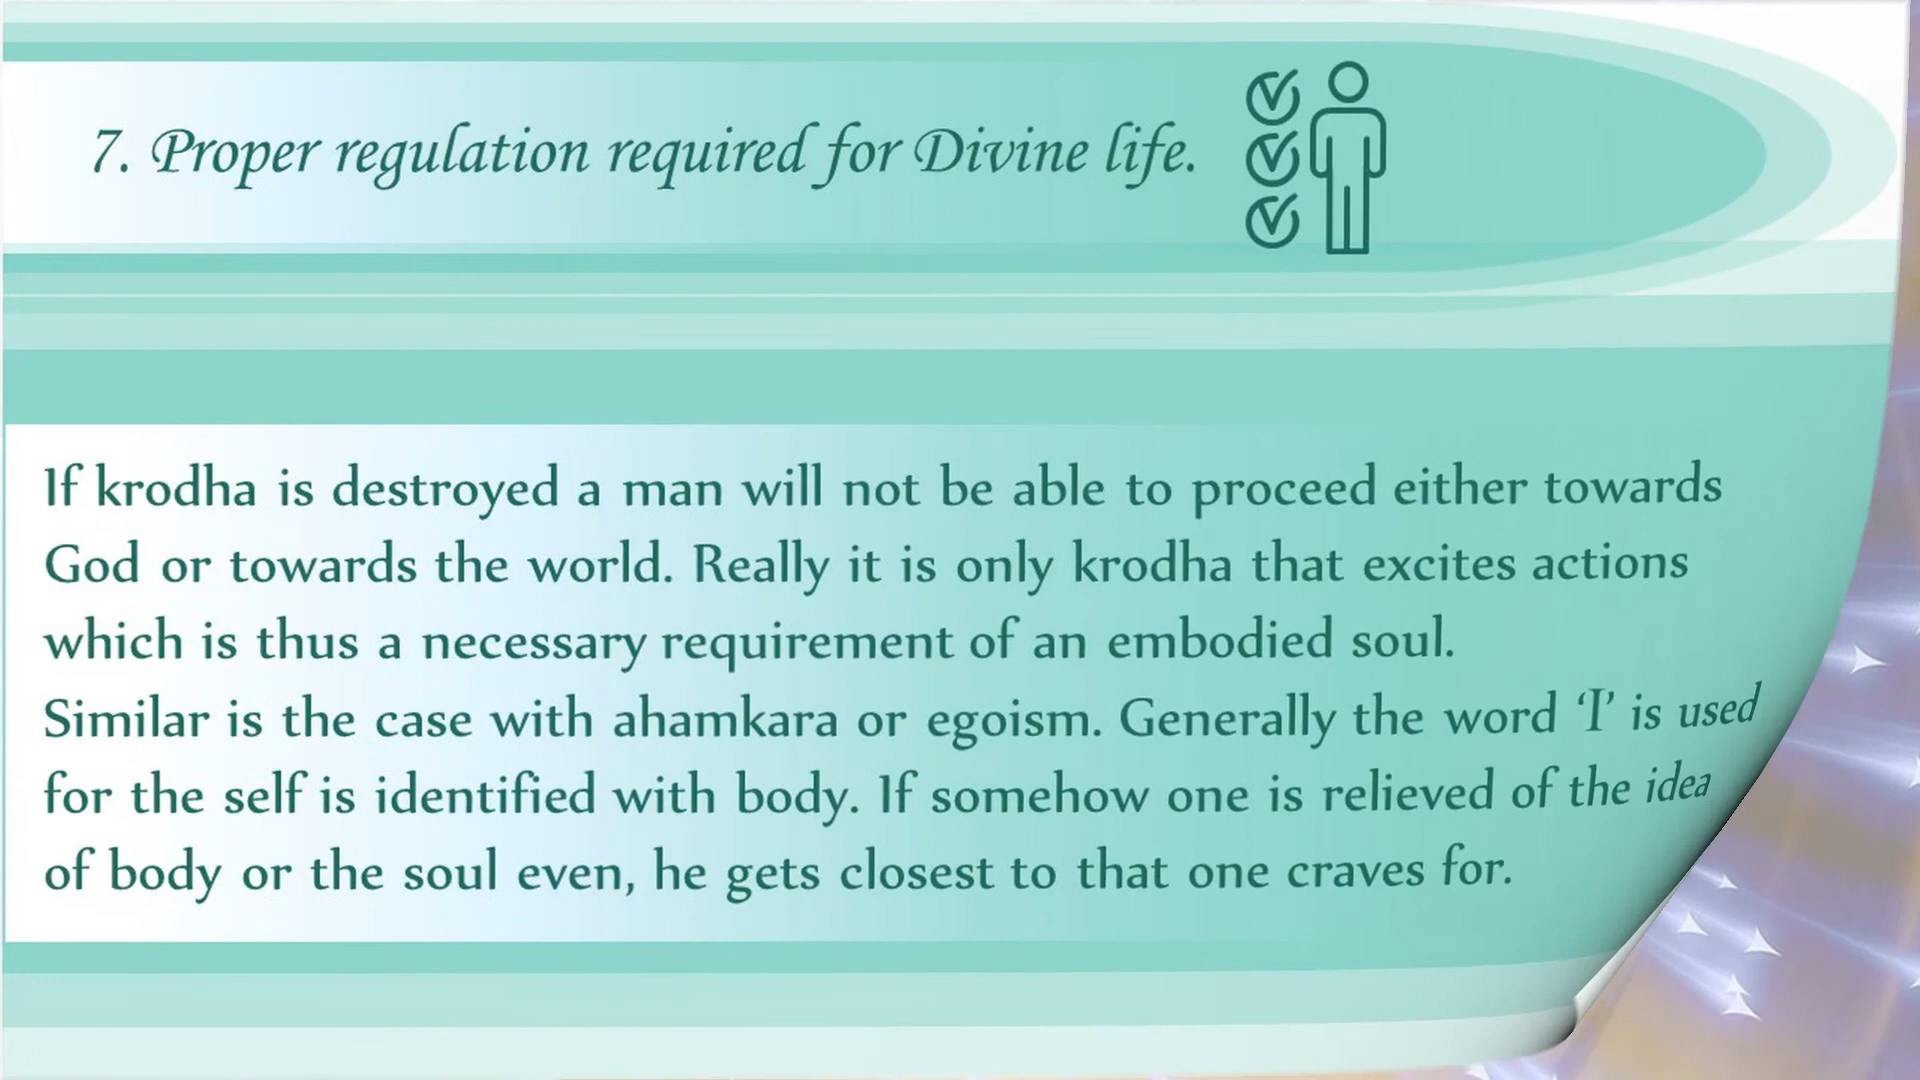 7. Proper regulation required for Divine life.
If krodha is destroyed a man will not be able to proceed either towards
God or towards the world. Really it is only krodha that excites actions
which is thus a necessary requirement of an embodied soul.
Similar is the case with ahamkara or egoism. Generally the word ‘I’ is used
for the self is identified with body. If somehow one is relieved of the idea
of body or the soul even, he gets closest to that one craves for.